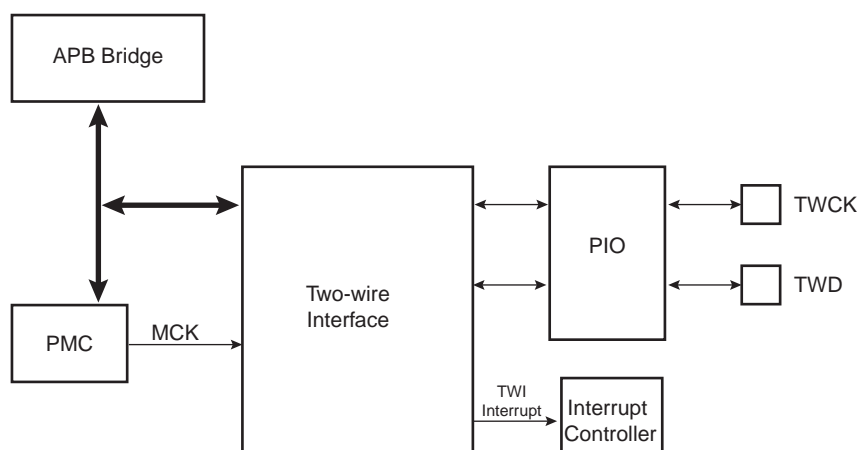 APB Bridge
TWCK
PIO
TWD
Two-wire
Interface
PMC
MCK
TWI
Interrupt
Interrupt
Controller